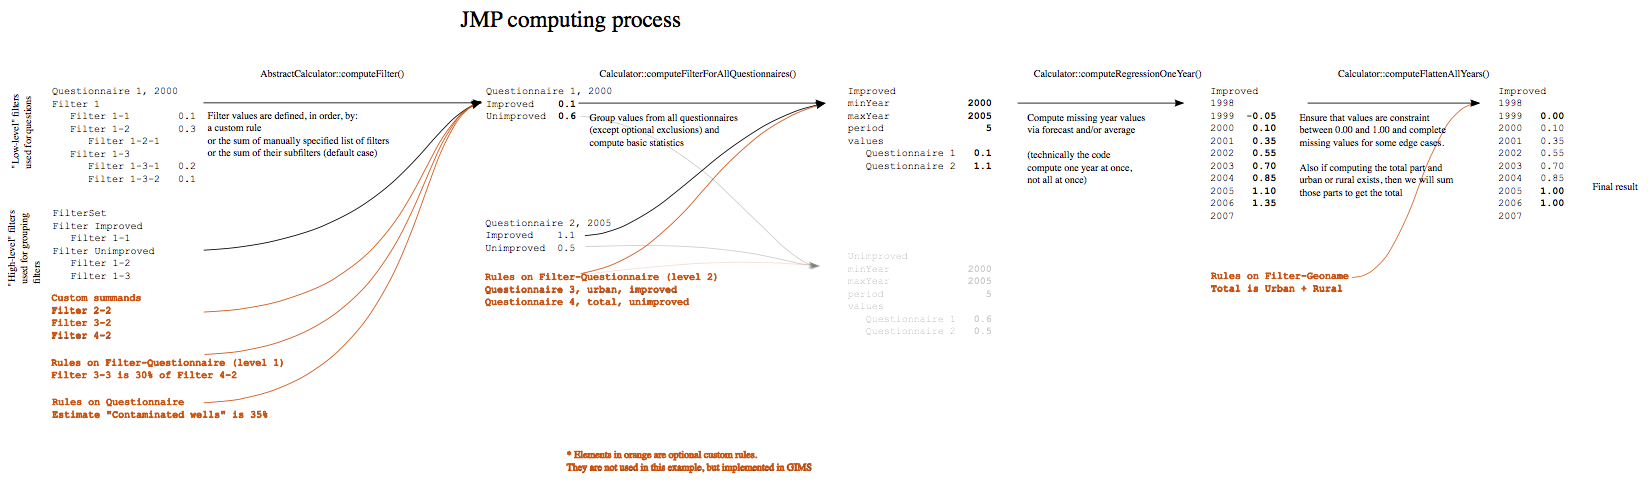 JMP computing process
AbstractCalculator::computeFilter()
Calculator::computeFilterForAllQuestionnaires()
Calculator::computeRegressionOneYear()
Calculator::computeFlattenAllYears()
"Low-level" filters
used for questions
Questionnaire 1, 2000
Filter 1
Filter 1-1 0.1
Filter 1-2 0.3
Filter 1-2-1
Filter 1-3
Filter 1-3-1 0.2
Filter 1-3-2 0.1
Filter values are defined, in order, by:
a custom rule
or the sum of manually specified list of filters
or the sum of their subfilters (default case)
"High-level" filters
used for grouping
filters
FilterSet
Filter Improved
Filter 1-1
Filter Unimproved
Filter 1-2
Filter 1-3
Custom summands
Filter 2-2
Filter 3-2
Filter 4-2
Rules on Filter-Questionnaire (level 1)
Filter 3-3 is 30% of Filter 4-2
Rules on Questionnaire
Estimate "Contaminated wells" is 35%
Questionnaire 1, 2000
Improved 0.1
Unimproved 0.6
Group values from all questionnaires
(except optional exclusions) and
compute basic statistics
Questionnaire 2, 2005
Improved 1.1
Unimproved 0.5
Rules on Filter-Questionnaire (level 2)
Questionnaire 3, urban, improved
Questionnaire 4, total, unimproved
Improved
minYear 2000
maxYear 2005
period 5
values
Questionnaire 1 0.1
Questionnaire 2 1.1
Unimproved
minYear 2000
maxYear 2005
period 5
values
Questionnaire 1 0.6
Questionnaire 2 0.5
Compute missing year values
via forecast and/or average
(technically the code
compute one year at once,
not all at once)
Improved
1998
1999 -0.05
2000 0.10
2001 0.35
2002 0.55
2003 0.70
2004 0.85
2005 1.10
2006 1.35
2007
Rules on Filter-Geoname
Total is Urban + Rural
Ensure that values are constraint
between 0.00 and 1.00 and complete
missing values for some edge cases.
Also if computing the total part and
urban or rural exists, then we will sum
those parts to get the total
Improved
1998
1999 0.00
2000 0.10
2001 0.35
2002 0.55
2003 0.70
2004 0.85
2005 1.00
2006 1.00
2007
Final result
* Elements in orange are optional custom rules.
They are not used in this example, but implemented in GIMS